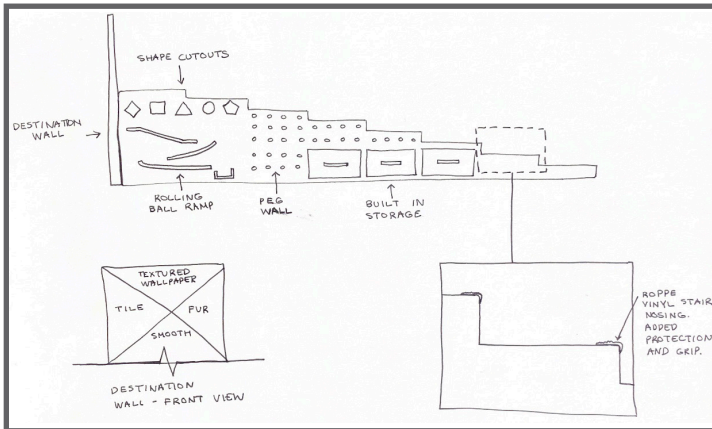 SHAPE CUTOUTS
DESTINATION
WALL
ROLLING
BALL RAMP
PEG
WALL
BUILT IN
STORAGE
TEXTURED
WALLPAPER
TILE
FUR
SMOOTH
DESTINATION
WALL - FRONT VIEW
ROPPE
VINYL STAIR
NOSING.
ADDED
PROTECTION
AND GRIP.